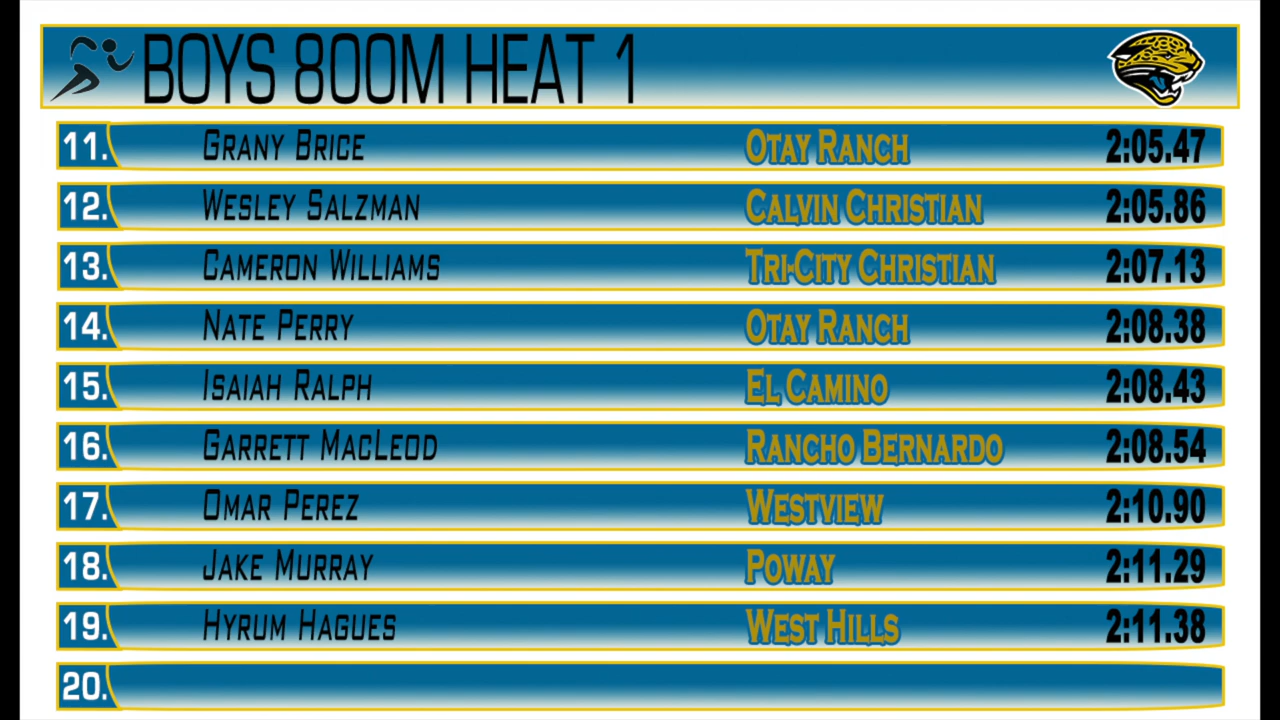 BOYS 800M HEAT 1
11. GRANY BRICE OTAY RANCH 2:05.47
12. WESLEY SALZMAN CALVIN CHRISTIAN 2:05.86
13. CAMERON WILLIAMS TRI-CITY CHRISTIAN 2:07.13
14. NATE PERRY OTAY RANCH 2:08.38
15. ISAIAH RALPH EL CAMINO 2:08.43
16. GARRETT MACLEOD RANCHO BERNARDO 2:08.54
17. OMAR PEREZ WESTVIEW 2:10.90
18. JAKE MURRAY POWAY 2:11.29
19. HYRUM HAGUES WEST HILLS 2:11.38
20.